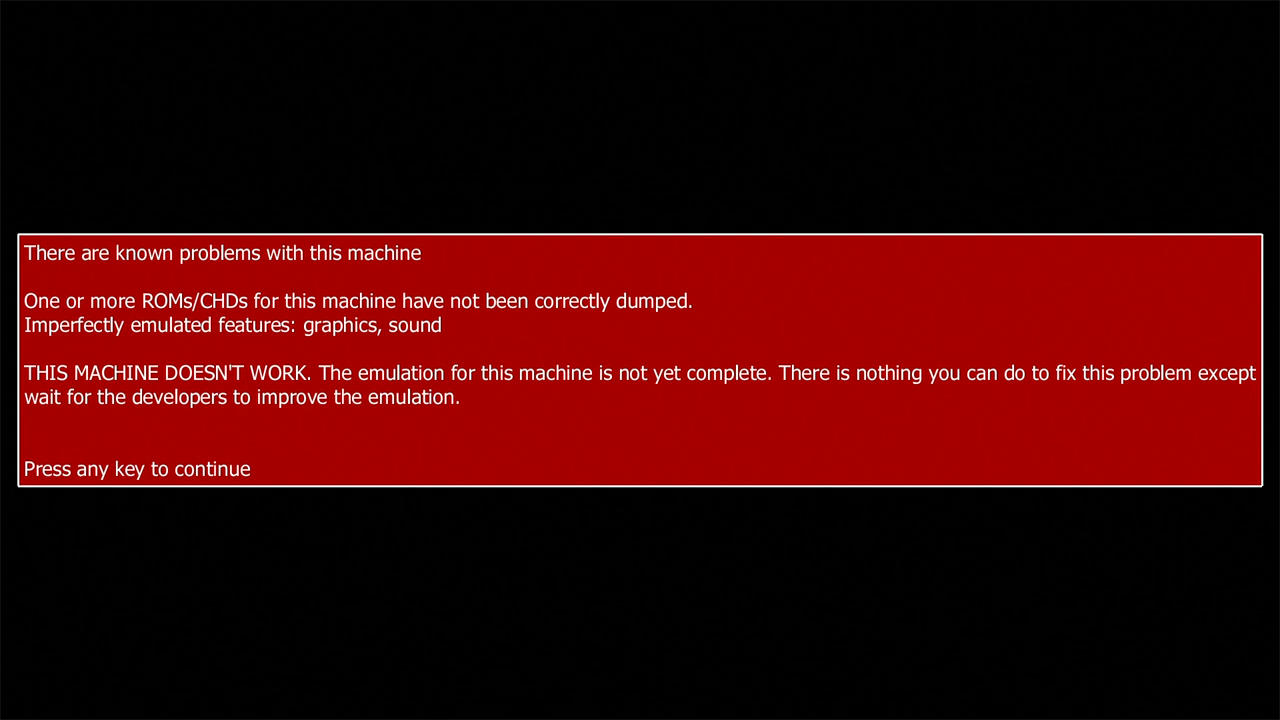 There are known problems with this machine
One or more ROMs/CHDs for this machine have not been correctly dumped.
Imperfectly emulated features: graphics, sound
THIS MACHINE DOESN'T WORK. The emulation for this machine is not yet complete. There is nothing you can do to fix this problem except
wait for the developers to improve the emulation.
Press any key to continue